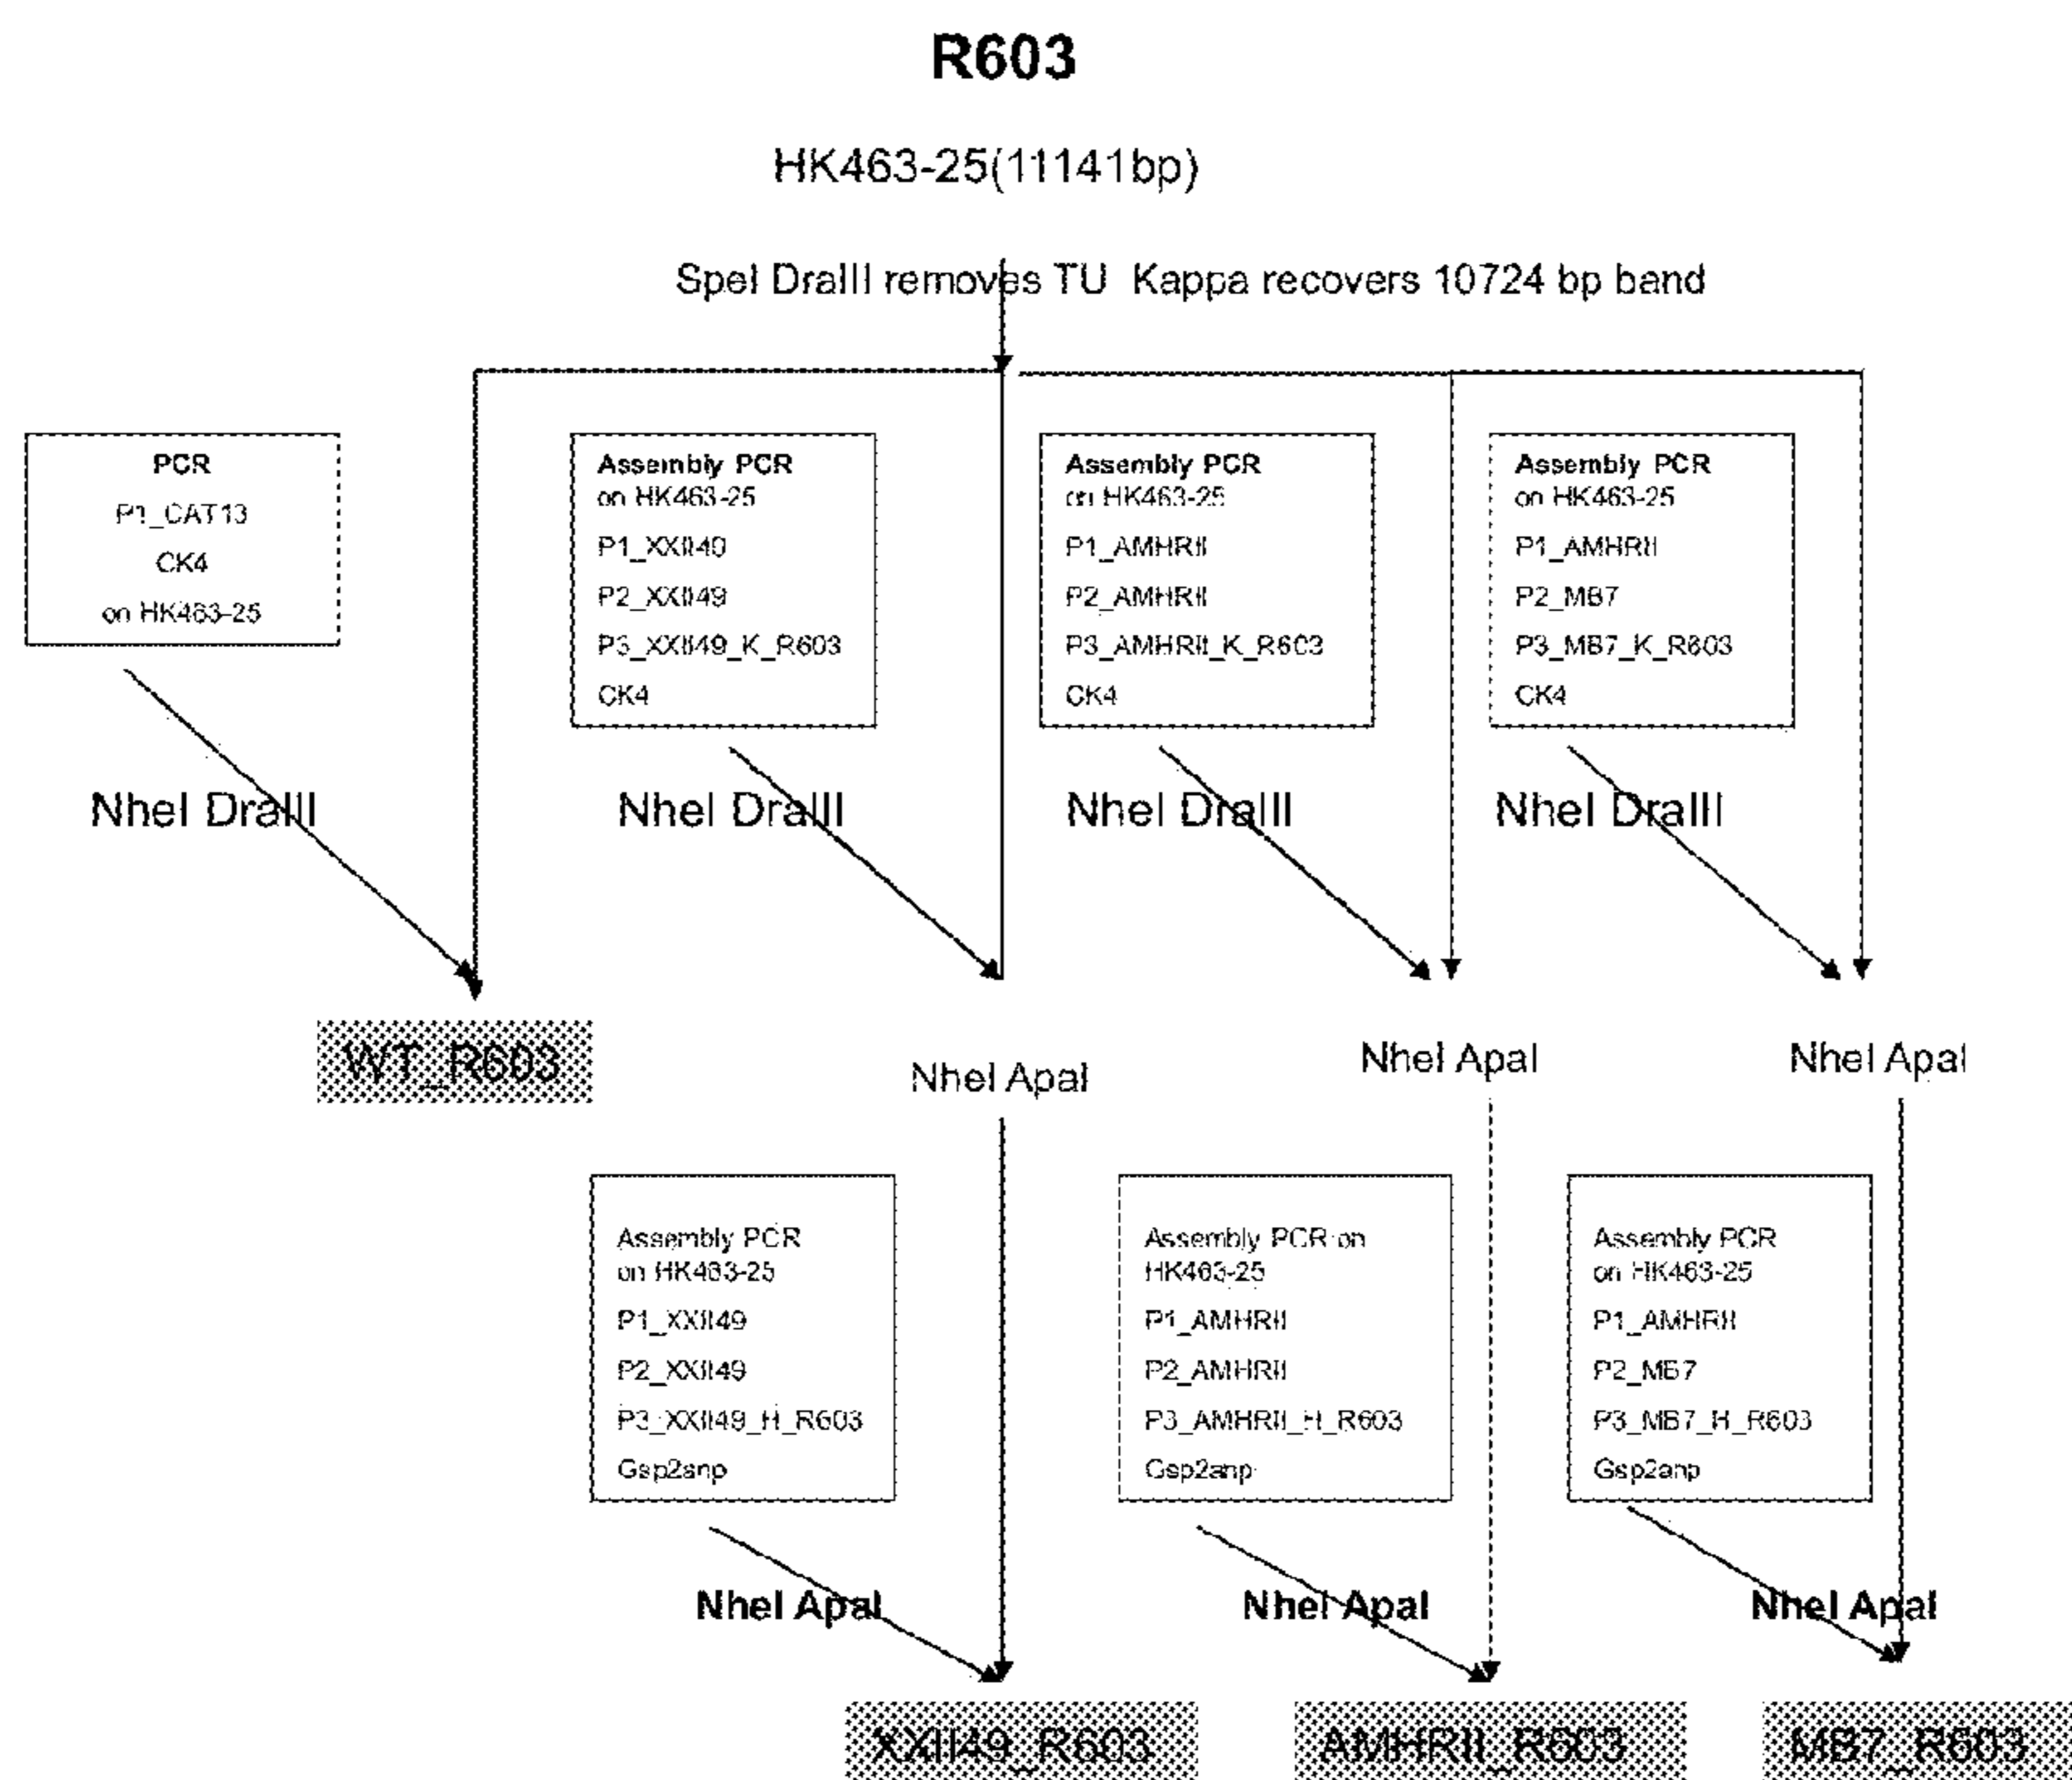 R603
HK463-25(11141bp)
SpeI DraIII removes TU Kappa recovers 10724 bp band
PCR
P1_CAT13
CK4
on HK463-25
Assembly PCR
on HK463-25
P1_XXII49
P2_XXII49
P3_XXII49_K_R603
CK4
Assembly PCR
on HK463-25
P1_AMHRII
P2_AMHRII
P3_AMHRII_K_R603
CK4
Assembly PCR
on HK463-25
P1_AMHRII
P2_MB7
P3_MB7_K_R603
CK4
NheI DraIII
NheI DraIII
NheI DraIII
NheI DraIII
WT_R603
NheI ApaI
NheI ApaI
NheI ApaI
Assembly PCR
on HK463-25
P1_XXII49
P2_XXII49
P3_XXII49_H_R603
Gsp2anp
Assembly PCR on
HK463-25
P1_AMHRII
P2_AMHRII
P3_AMHRII_H_R603
Gsp2anp
Assembly PCR
on HK463-25
P1_AMHRII
P2_MB7
P3_MB7_H_R603
Gsp2anp
NheI ApaI
NheI ApaI
NheI ApaI
XXII49_R603
AMHRII_R603
MB7_R603